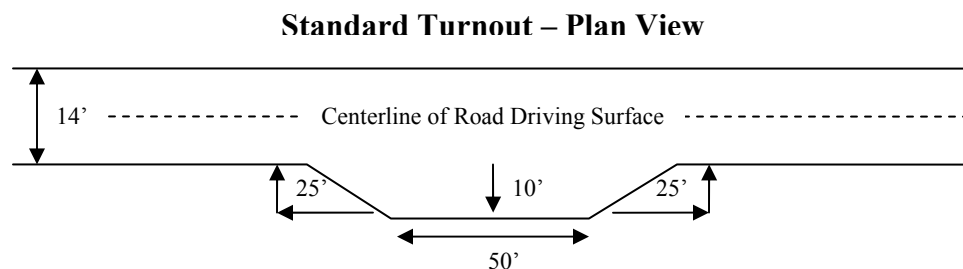 Standard Turnout – Plan View
14’
Centerline of Road Driving Surface
25’
10’
25’
50’